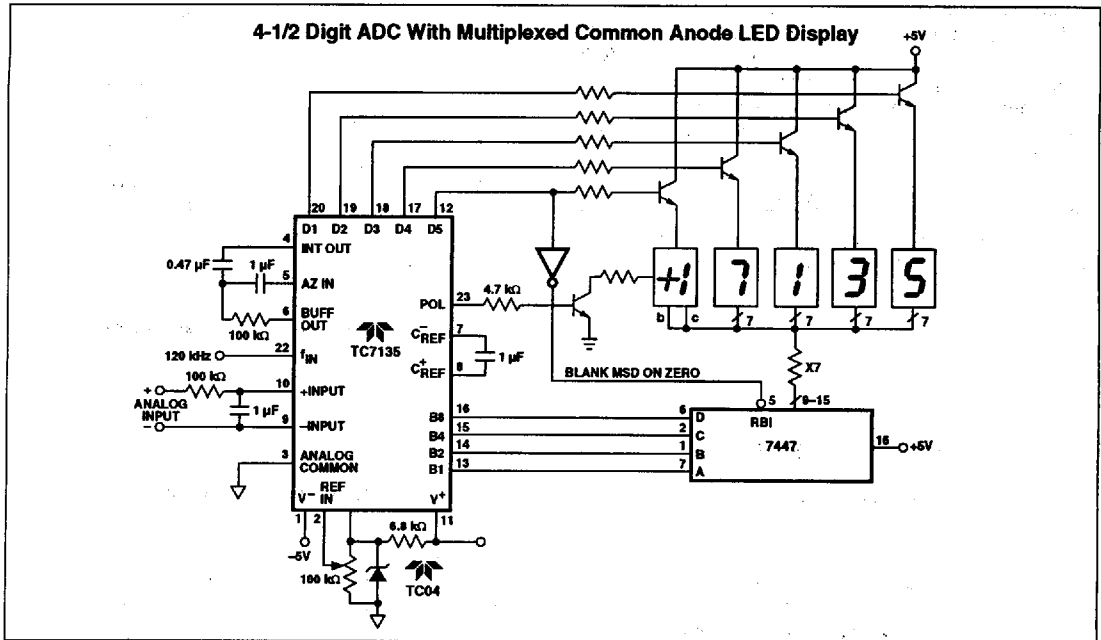 4-1/2 Digit ADC With Multiplexed Common Anode LED Display
+5V
20 19 18 17 12
D1 D2 D3 D4 D5
4 INT OUT
0.47 µF
1 µF
5 AZ IN
6 BUFF OUT
100 kΩ
120 kHz
22 fIN
100 kΩ
10 +INPUT
+ ANALOG INPUT –
1 µF
9 –INPUT
3 ANALOG COMMON
TC7135
POL 23 4.7 kΩ
C–REF 7
C+REF 8
1 µF
B8 16
B4 15
B2 14
B1 13
V– REF IN V+
1 2 11
–5V
6.8 kΩ
100 kΩ
TC04
+1 7 1 3 5
b c 7 7 7 7
X7
BLANK MSD ON ZERO
5 9–15
RBI
7447
6 D
2 C
1 B
7 A
16 +5V